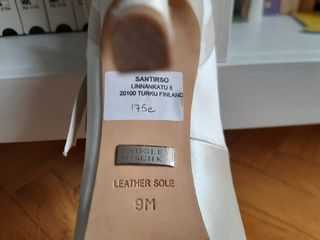 SANTIRSO
LINNANKATU 8
20100 TURKU FINLAND
175e
BADGLEY
MISCHKA
LEATHER SOLE
9M